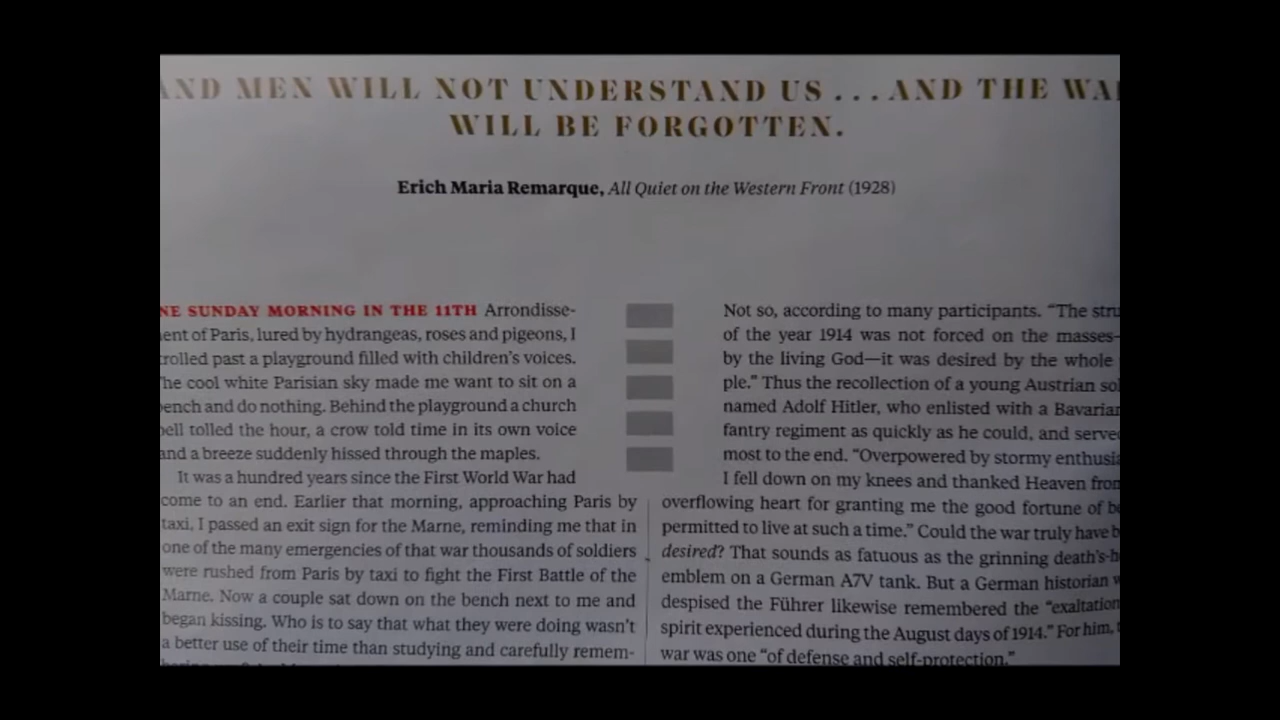 AND MEN WILL NOT UNDERSTAND US ... AND THE WAR
WILL BE FORGOTTEN.
Erich Maria Remarque, All Quiet on the Western Front (1928)
NE SUNDAY MORNING IN THE 11TH Arrondisse-
ent of Paris, lured by hydrangeas, roses and pigeons, I
rolled past a playground filled with children's voices.
he cool white Parisian sky made me want to sit on a
ench and do nothing. Behind the playground a church
ell tolled the hour, a crow told time in its own voice
and a breeze suddenly hissed through the maples.
It was a hundred years since the First World War had
come to an end. Earlier that morning, approaching Paris by
taxi, I passed an exit sign for the Marne, reminding me that in
one of the many emergencies of that war thousands of soldiers
were rushed from Paris by taxi to fight the First Battle of the
Marne. Now a couple sat down on the bench next to me and
began kissing. Who is to say that what they were doing wasn't
a better use of their time than studying and carefully remem-
Not so, according to many participants. “The stru
of the year 1914 was not forced on the masses—
by the living God—it was desired by the whole
ple.” Thus the recollection of a young Austrian sol
named Adolf Hitler, who enlisted with a Bavarian
fantry regiment as quickly as he could, and serve
most to the end. “Overpowered by stormy enthusia
I fell down on my knees and thanked Heaven from
overflowing heart for granting me the good fortune of b
permitted to live at such a time.” Could the war truly have b
desired? That sounds as fatuous as the grinning death's-h
emblem on a German A7V tank. But a German historian w
despised the Führer likewise remembered the “exaltation
spirit experienced during the August days of 1914.” For him, t
war was one “of defense and self-protection.”